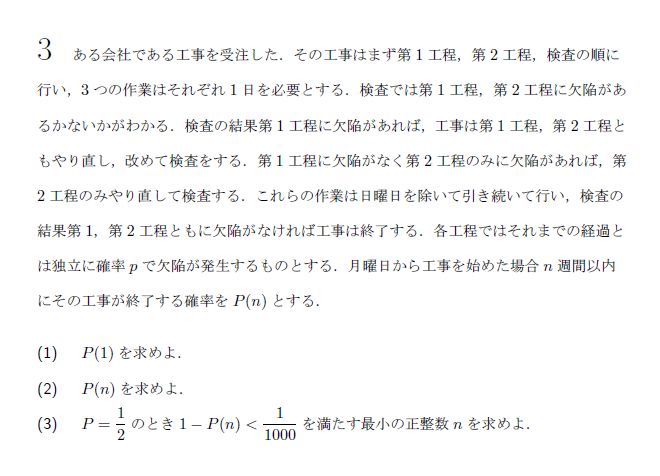 3 ある会社である工事を受注した．その工事はまず第 1 工程，第 2 工程，検査の順に
行い，3 つの作業はそれぞれ 1 日を必要とする．検査では第 1 工程，第 2 工程に欠陥があ
るかないかがわかる．検査の結果第 1 工程に欠陥があれば，工事は第 1 工程，第 2 工程と
もやり直し，改めて検査をする．第 1 工程に欠陥がなく第 2 工程のみに欠陥があれば，第
2 工程のみやり直して検査する．これらの作業は日曜日を除いて引き続いて行い，検査の
結果第 1，第 2 工程ともに欠陥がなければ工事は終了する．各工程ではそれまでの経過と
は独立に確率 p で欠陥が発生するものとする．月曜日から工事を始めた場合 n 週間以内
にその工事が終了する確率を P(n) とする．
(1) P(1) を求めよ．
(2) P(n) を求めよ．
(3) P = 1/2 のとき 1 − P(n) < 1/1000 を満たす最小の正整数 n を求めよ．